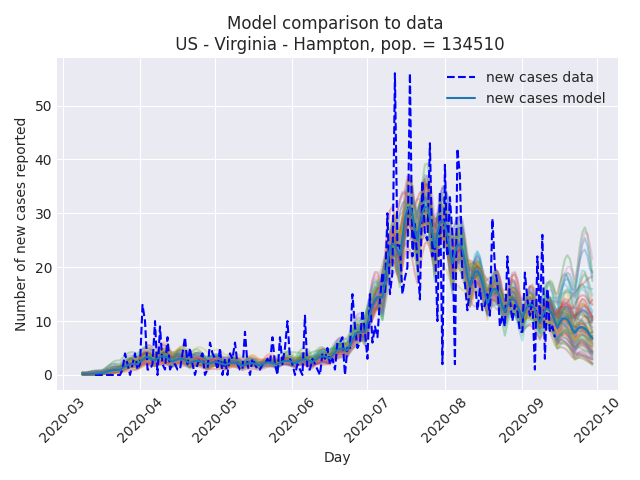 Model comparison to data
US - Virginia - Hampton, pop. = 134510
new cases data
new cases model
Number of new cases reported
50
40
30
20
10
0
2020-03
2020-04
2020-05
2020-06
2020-07
2020-08
2020-09
2020-10
Day